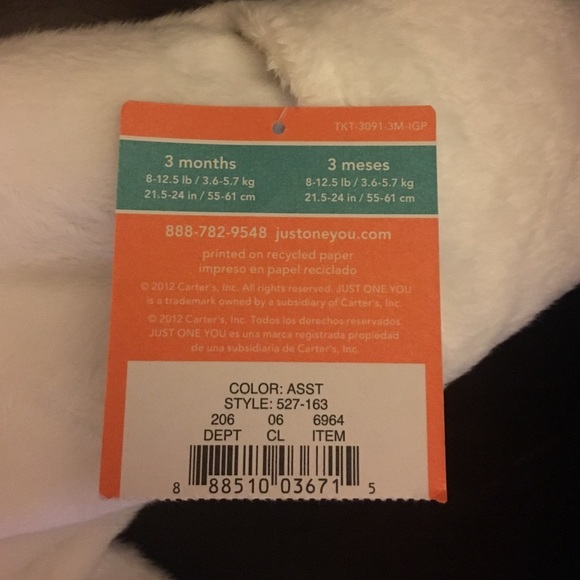 TKT-3091-3M-IGP
3 months
8-12.5 lb / 3.6-5.7 kg
21.5-24 in / 55-61 cm
3 meses
8-12.5 lb / 3.6-5.7 kg
21.5-24 in / 55-61 cm
888-782-9548 justoneyou.com
printed on recycled paper
impreso en papel reciclado
© 2012 Carter's, Inc. All rights reserved. JUST ONE YOU
is a trademark owned by a subsidiary of Carter's, Inc.
© 2012 Carter's, Inc. Todos los derechos reservados.
JUST ONE YOU es una marca registrada propiedad
de una subsidiaria de Carter's, Inc.
COLOR: ASST
STYLE: 527-163
206 06 6964
DEPT CL ITEM
8 88510 03671 5